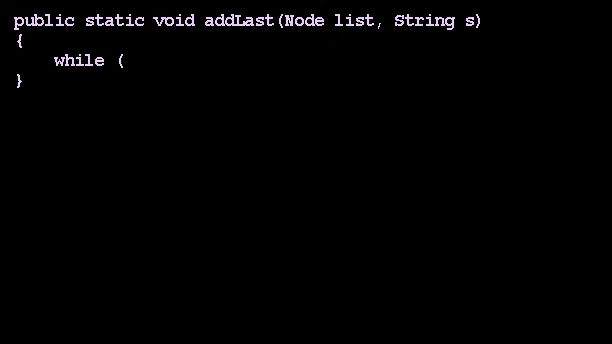 public static void addLast(Node list, String s)
{
    while (
}